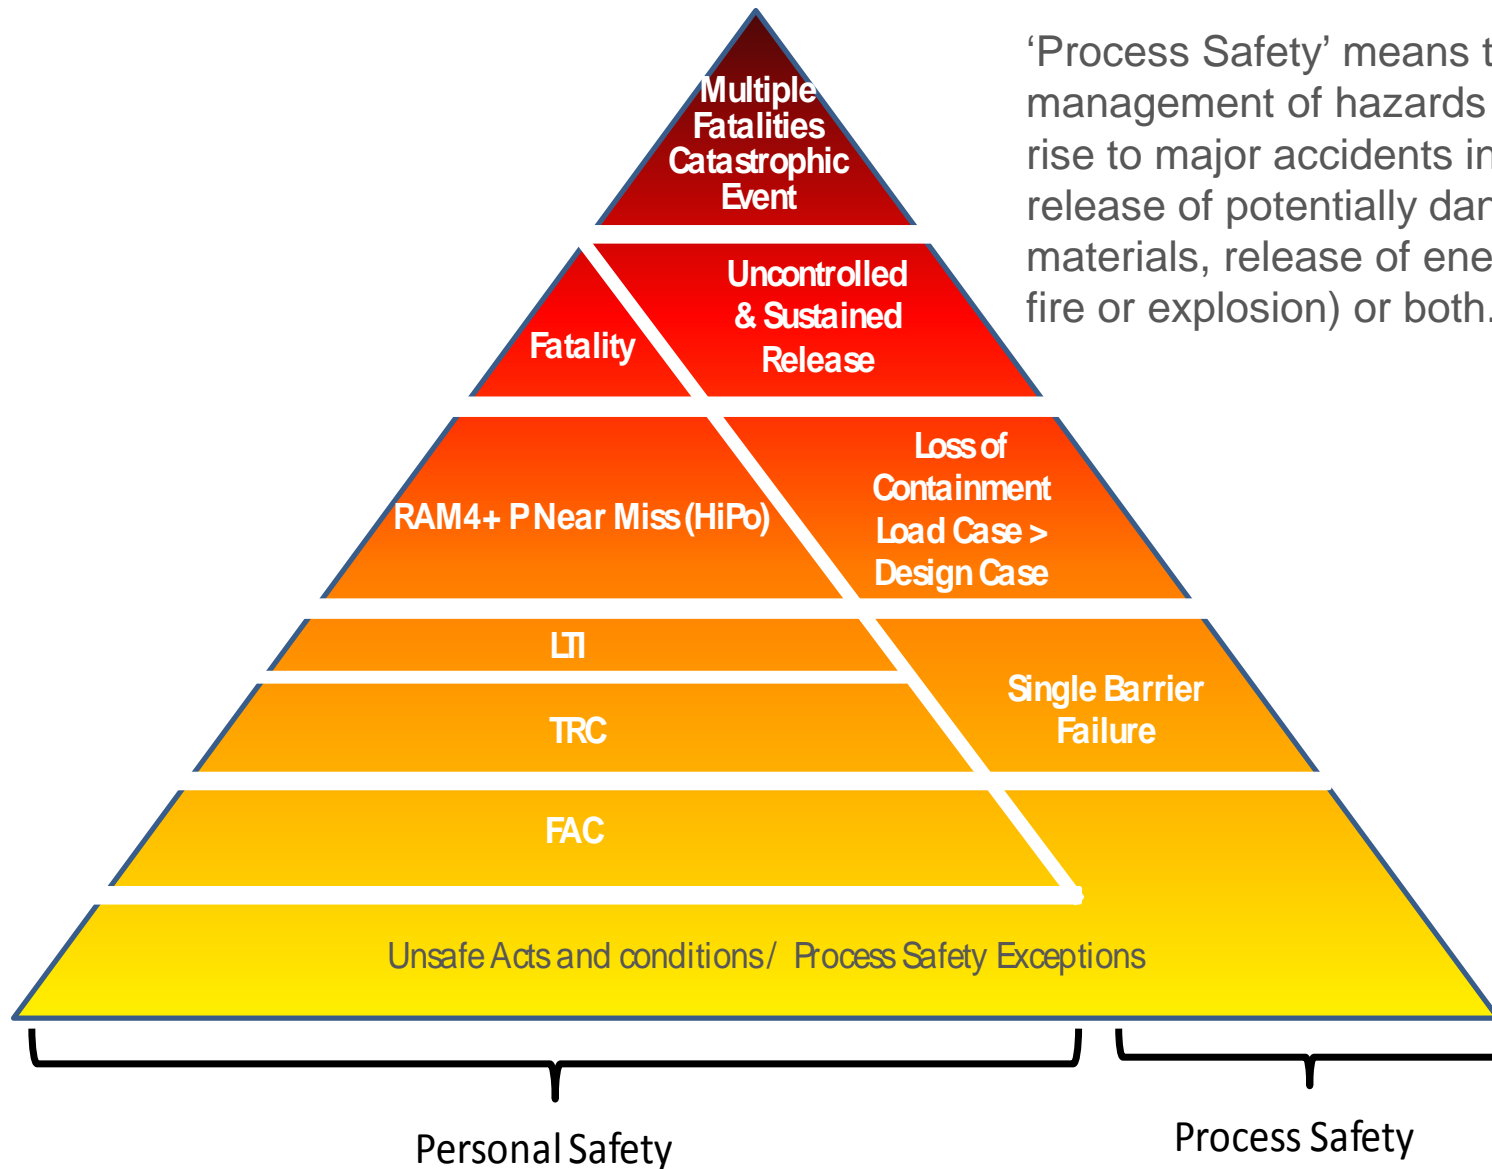 Multiple
Fatalities
Catastrophic
Event
‘Process Safety’ means t
management of hazards
rise to major accidents in
release of potentially dan
materials, release of ene
fire or explosion) or both.
Fatality
Uncontrolled
& Sustained
Release
RAM4+ P Near Miss (HiPo)
Loss of
Containment
Load Case >
Design Case
LTI
TRC
Single Barrier
Failure
FAC
Unsafe Acts and conditions / Process Safety Exceptions
Personal Safety
Process Safety